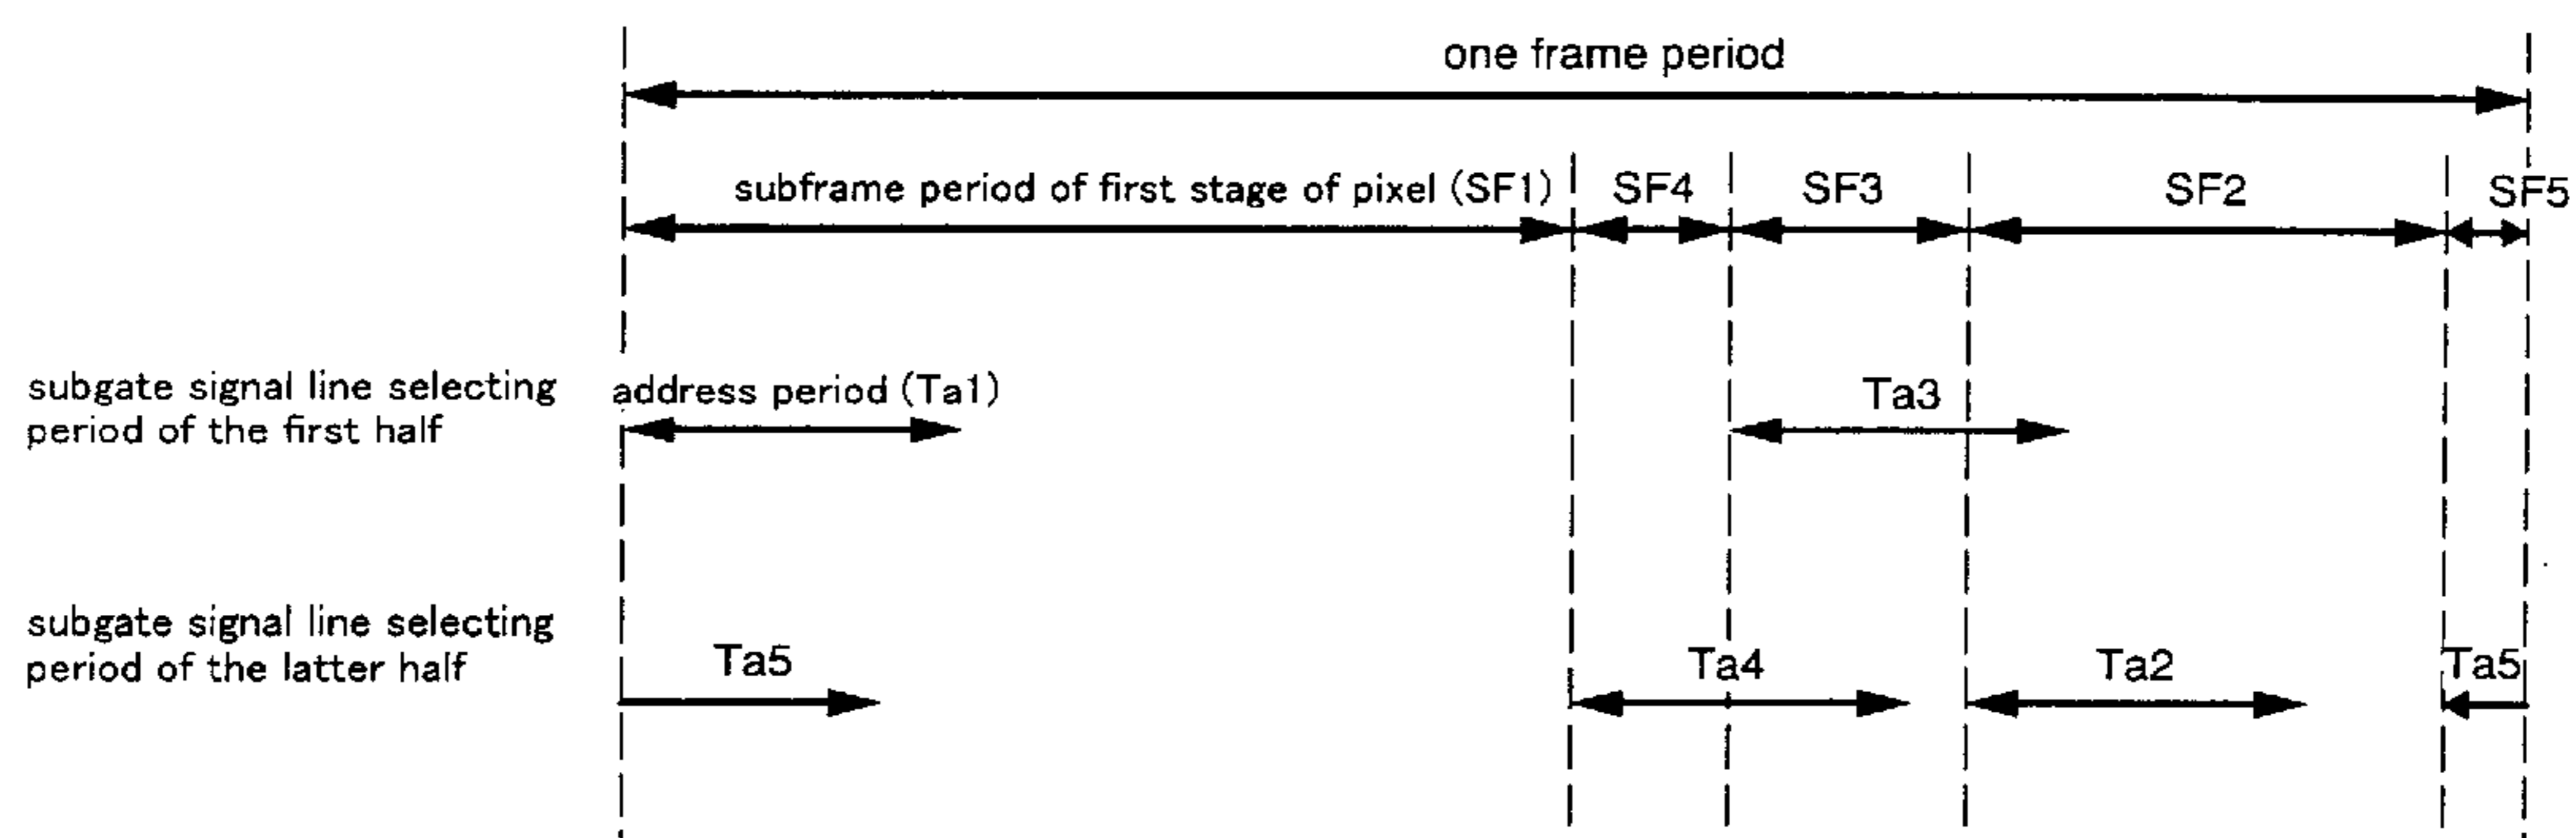 one frame period
subframe period of first stage of pixel (SF1) SF4 SF3 SF2 SF5
subgate signal line selecting
period of the first half
address period (Ta1) Ta3
subgate signal line selecting
period of the latter half
Ta5 Ta4 Ta2 Ta5